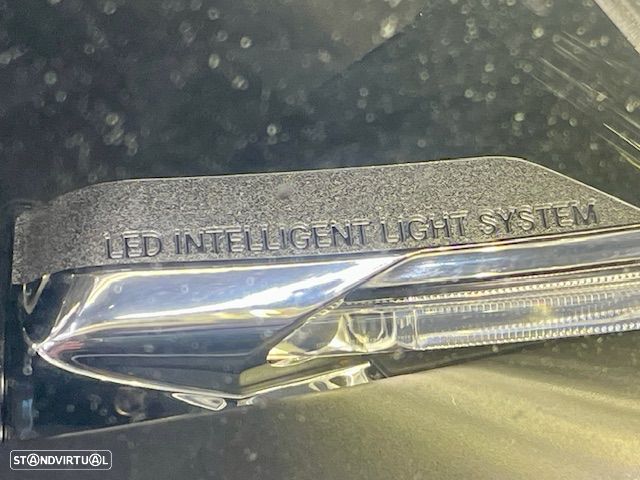 LED INTELLIGENT LIGHT SYSTEM
STANDVIRTUAL